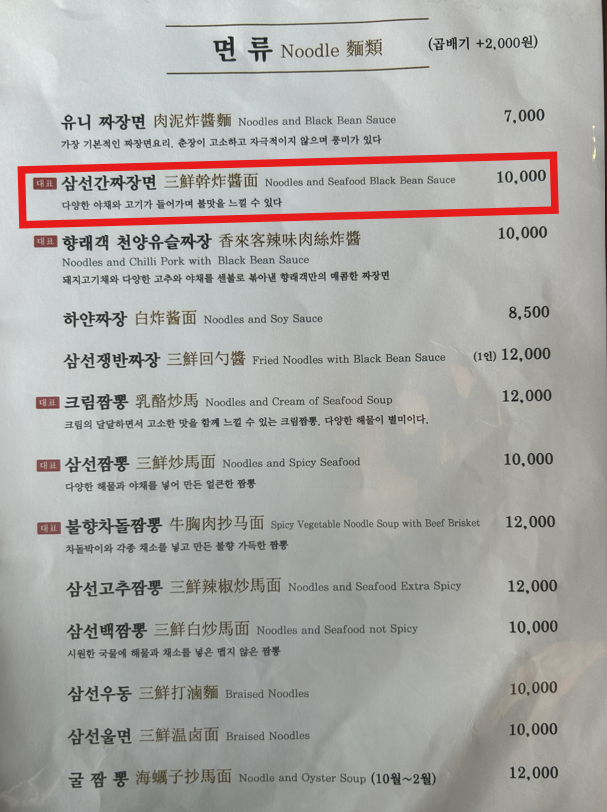 면 류 Noodle 麵類 (곱배기 +2,000원)
유니 짜장면 肉泥炸醬麵 Noodles and Black Bean Sauce 7,000
가장 기본적인 짜장면요리. 춘장이 고소하고 자극적이지 않으며 풍미가 있다
대표 삼선간짜장면 三鮮幹炸醬面 Noodles and Seafood Black Bean Sauce 10,000
다양한 야채와 고기가 들어가며 불맛을 느낄 수 있다
대표 향래객 천양유슬짜장 香來客辣味肉絲炸醬 10,000
Noodles and Chilli Pork with Black Bean Sauce
돼지고기채와 다양한 고추와 야채를 센불로 볶아낸 향래객만의 매콤한 짜장면
하얀짜장 白炸酱面 Noodles and Soy Sauce 8,500
삼선쟁반짜장 三鮮回勺醬 Fried Noodles with Black Bean Sauce (1인) 12,000
대표 크림짬뽕 乳酪炒馬 Noodles and Cream of Seafood Soup 12,000
크림의 달달하면서 고소한 맛을 함께 느낄 수 있는 크림짬뽕. 다양한 해물이 별미이다.
대표 삼선짬뽕 三鮮炒馬面 Noodles and Spicy Seafood 10,000
다양한 해물과 야채를 넣어 만든 얼큰한 짬뽕
대표 불향차돌짬뽕 牛胸肉抄马面 Spicy Vegetable Noodle Soup with Beef Brisket 12,000
차돌박이와 각종 채소를 넣고 만든 불향 가득한 짬뽕
삼선고추짬뽕 三鮮辣椒炒馬面 Noodles and Seafood Extra Spicy 12,000
삼선백짬뽕 三鮮白炒馬面 Noodles and Seafood not Spicy 10,000
시원한 국물에 해물과 채소를 넣은 맵지 않은 짬뽕
삼선우동 三鮮打滷麵 Braised Noodles 10,000
삼선울면 三鮮温卤面 Braised Noodles 10,000
굴 짬 뽕 海蠣子抄馬面 Noodle and Oyster Soup (10월~2월) 12,000